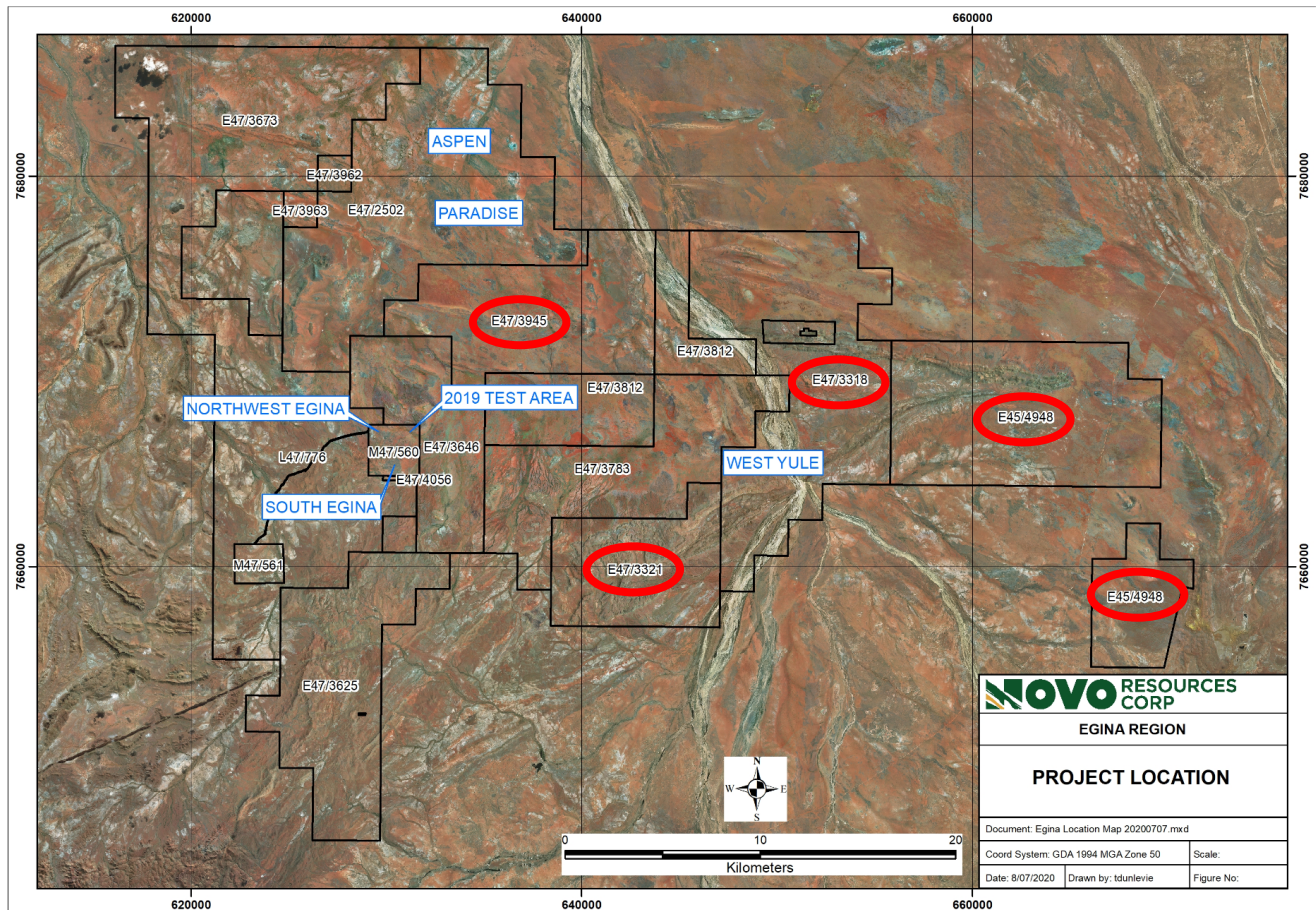 620000
640000
660000
7680000
7680000
E47/3673
ASPEN
E47/3962
E47/3963
E47/2502
PARADISE
E47/3945
E47/3812
E47/3812
E47/3318
2019 TEST AREA
NORTHWEST EGINA
E45/4948
L47/776
M47/560
E47/3646
E47/3783
WEST YULE
E47/4056
SOUTH EGINA
M47/561
7660000
E47/3321
7660000
E45/4948
E47/3625
N
W
E
S
0
10
20
Kilometers
NOVO RESOURCES
CORP
EGINA REGION
PROJECT LOCATION
Document: Egina Location Map 20200707.mxd
Coord System: GDA 1994 MGA Zone 50
Scale:
Date: 8/07/2020
Drawn by: tdunlevie
Figure No:
620000
640000
660000